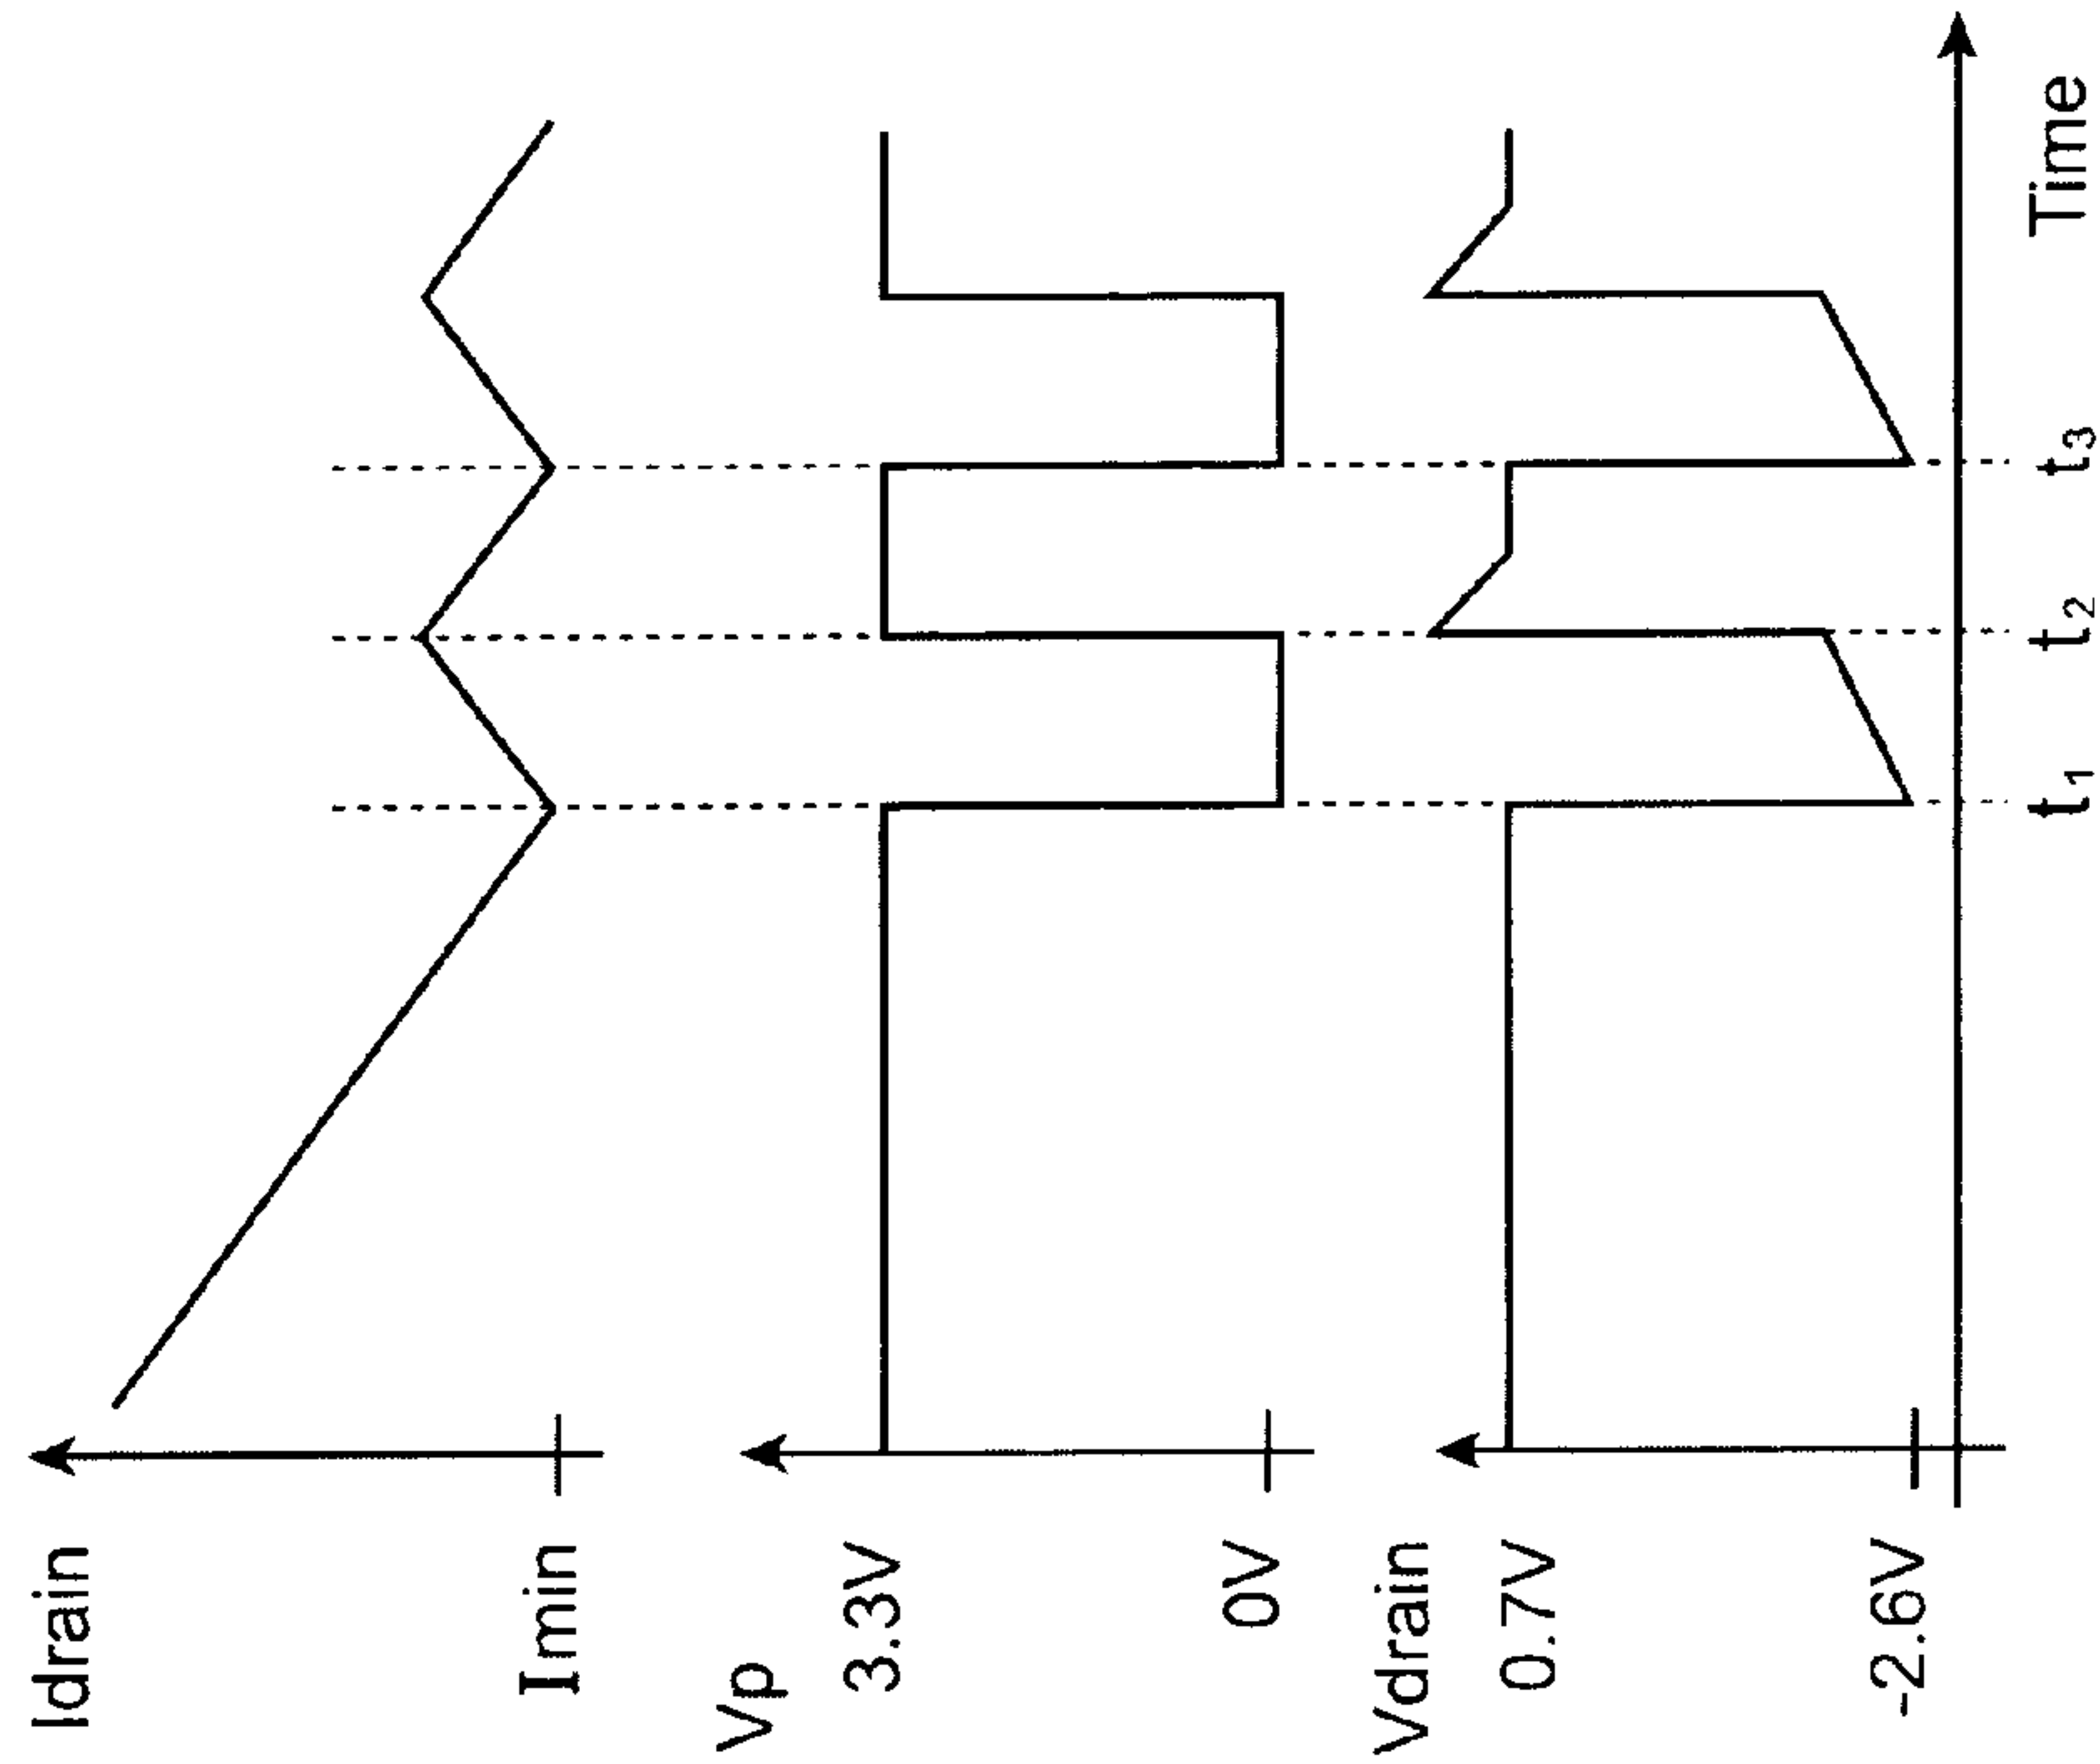 Idrain
Imin
Vp
3.3V
0V
Vdrain
0.7V
-2.6V
t1
t2
t3
Time